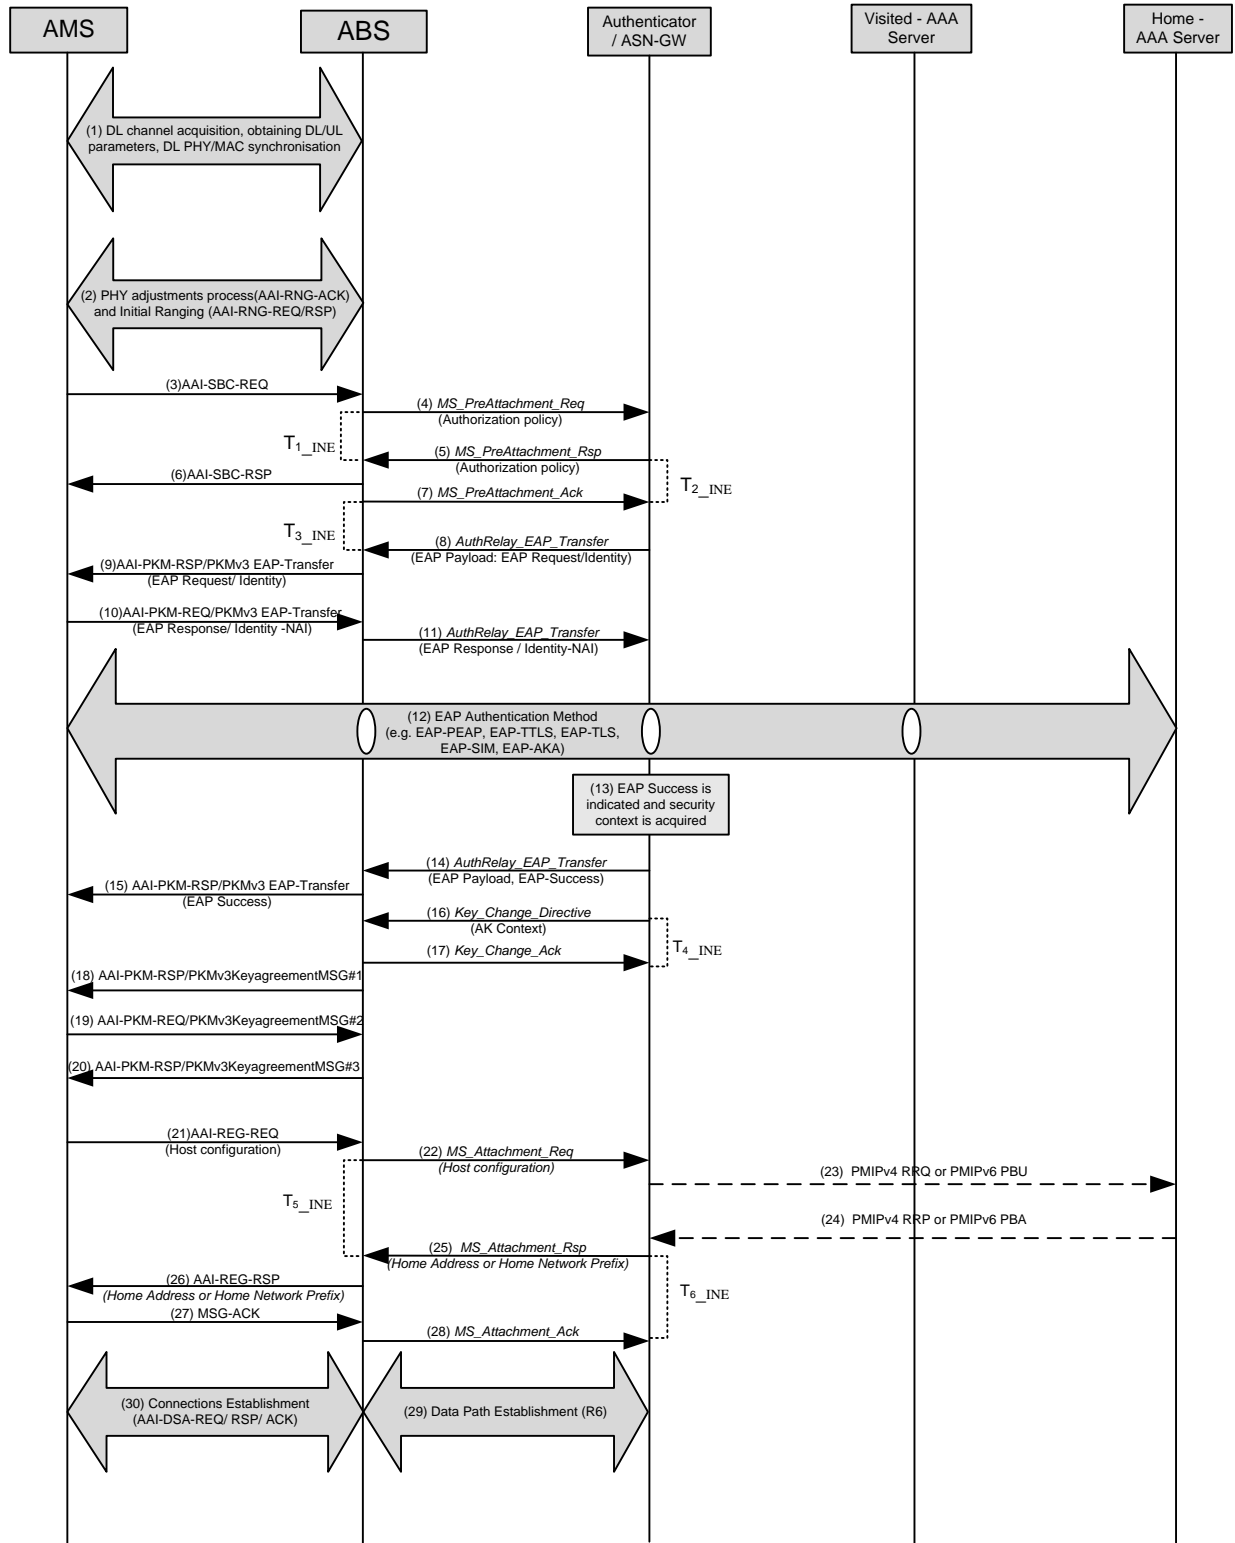 AMS
ABS
Authenticator
/ ASN-GW
Visited - AAA
Server
Home -
AAA Server
(1) DL channel acquisition, obtaining DL/UL
parameters, DL PHY/MAC synchronisation
(2) PHY adjustments process(AAI-RNG-ACK)
and Initial Ranging (AAI-RNG-REQ/RSP)
(3)AAI-SBC-REQ
(4) MS_PreAttachment_Req
(Authorization policy)
T1_INE
(5) MS_PreAttachment_Rsp
(Authorization policy)
(6)AAI-SBC-RSP
T2_INE
(7) MS_PreAttachment_Ack
T3_INE
(8) AuthRelay_EAP_Transfer
(EAP Payload: EAP Request/Identity)
(9)AAI-PKM-RSP/PKMv3 EAP-Transfer
(EAP Request/ Identity)
(10)AAI-PKM-REQ/PKMv3 EAP-Transfer
(EAP Response/ Identity -NAI)
(11) AuthRelay_EAP_Transfer
(EAP Response / Identity-NAI)
(12) EAP Authentication Method
(e.g. EAP-PEAP, EAP-TTLS, EAP-TLS,
EAP-SIM, EAP-AKA)
(13) EAP Success is
indicated and security
context is acquired
(14) AuthRelay_EAP_Transfer
(EAP Payload, EAP-Success)
(15) AAI-PKM-RSP/PKMv3 EAP-Transfer
(EAP Success)
(16) Key_Change_Directive
(AK Context)
T4_INE
(17) Key_Change_Ack
(18) AAI-PKM-RSP/PKMv3KeyagreementMSG#1
(19) AAI-PKM-REQ/PKMv3KeyagreementMSG#2
(20) AAI-PKM-RSP/PKMv3KeyagreementMSG#3
(21)AAI-REG-REQ
(Host configuration)
(22) MS_Attachment_Req
(Host configuration)
(23) PMIPv4 RRQ or PMIPv6 PBU
T5_INE
(24) PMIPv4 RRP or PMIPv6 PBA
(25) MS_Attachment_Rsp
(Home Address or Home Network Prefix)
(26) AAI-REG-RSP
(Home Address or Home Network Prefix)
T6_INE
(27) MSG-ACK
(28) MS_Attachment_Ack
(30) Connections Establishment
(AAI-DSA-REQ/ RSP/ ACK)
(29) Data Path Establishment (R6)